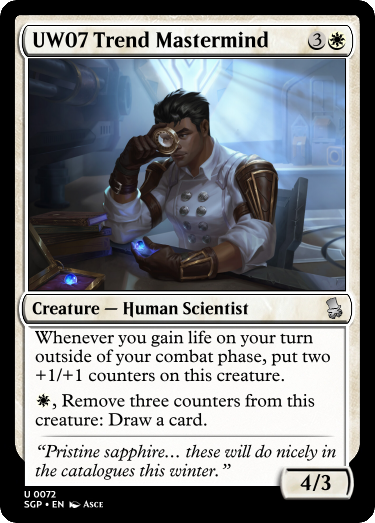 UW07 Trend Mastermind 3
Creature — Human Scientist
Whenever you gain life on your turn
outside of your combat phase, put two
+1/+1 counters on this creature.
, Remove three counters from this
creature: Draw a card.
“Pristine sapphire… these will do nicely in
the catalogues this winter.”
4/3
U 0072
SGP • EN Asce